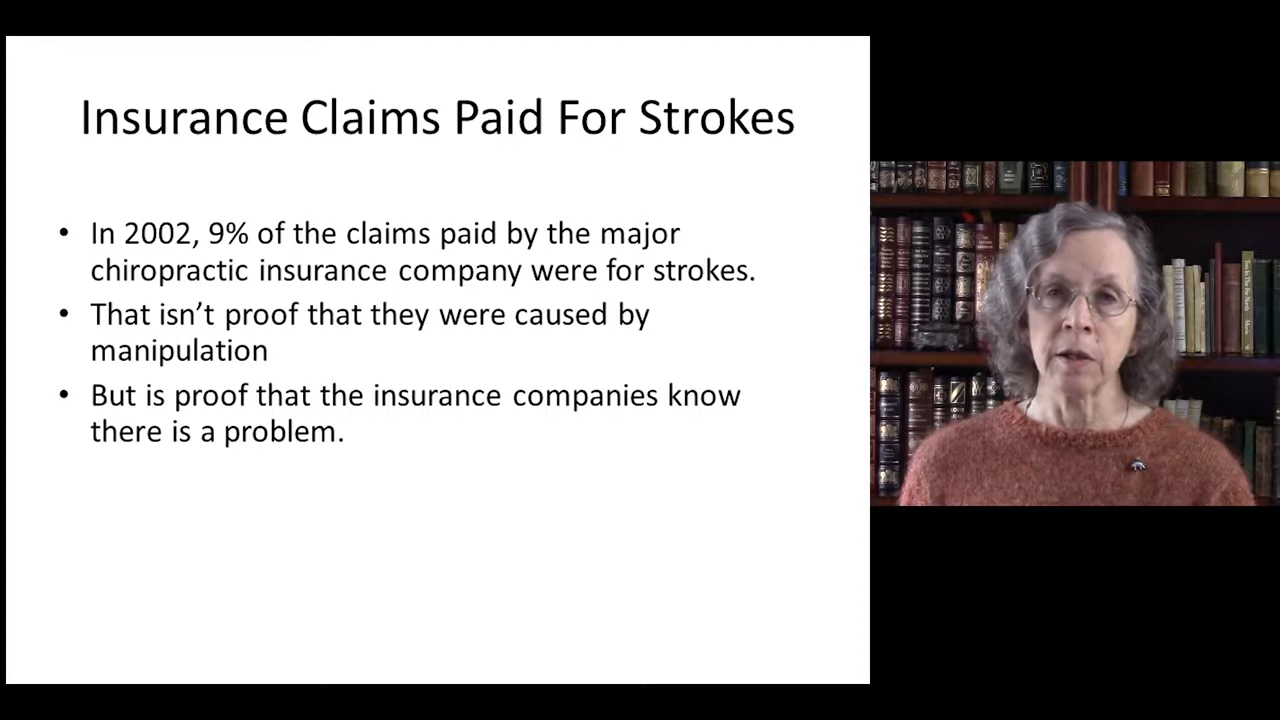 Insurance Claims Paid For Strokes
• In 2002, 9% of the claims paid by the major
chiropractic insurance company were for strokes.
• That isn’t proof that they were caused by
manipulation
• But is proof that the insurance companies know
there is a problem.